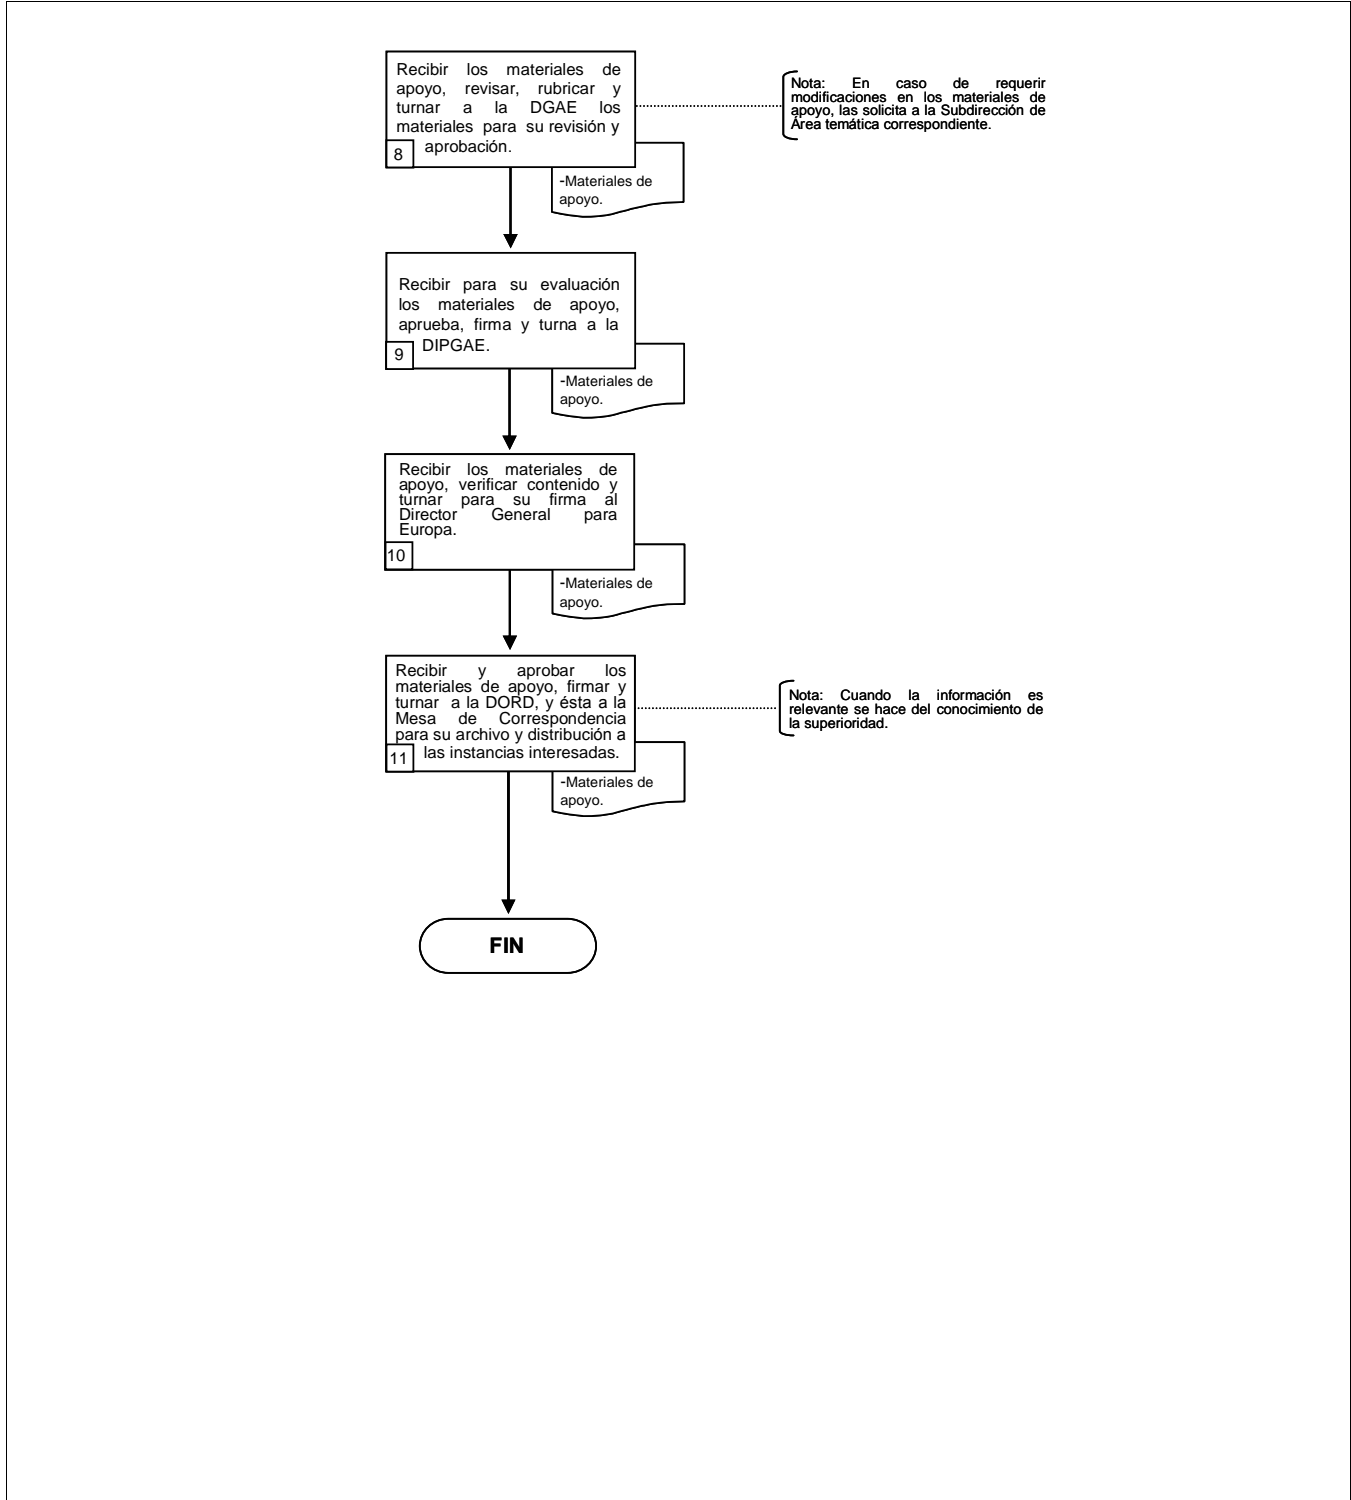 Recibir los materiales de
apoyo, revisar, rubricar y
turnar a la DGAE los
materiales para su revisión y
aprobación.
8
-Materiales de
apoyo.
Nota: En caso de requerir
modificaciones en los materiales de
apoyo, las solicita a la Subdirección de
Área temática correspondiente.
Recibir para su evaluación
los materiales de apoyo,
aprueba, firma y turna a la
DIPGAE.
9
-Materiales de
apoyo.
Recibir los materiales de
apoyo, verificar contenido y
turnar para su firma al
Director General para
Europa.
10
-Materiales de
apoyo.
Recibir y aprobar los
materiales de apoyo, firmar y
turnar a la DORD, y ésta a la
Mesa de Correspondencia
para su archivo y distribución a
las instancias interesadas.
11
-Materiales de
apoyo.
Nota: Cuando la información es
relevante se hace del conocimiento de
la superioridad.
FIN